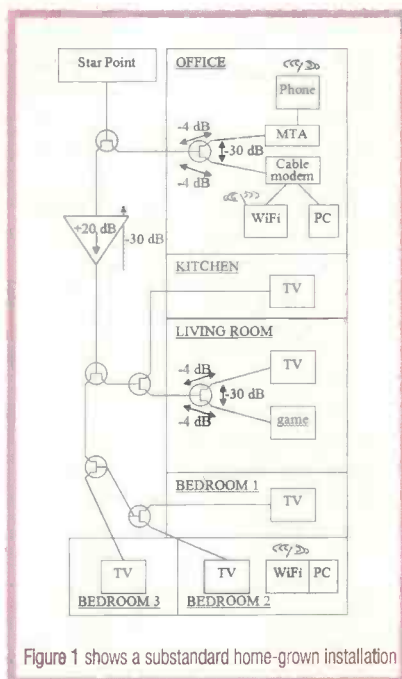 Star Point
OFFICE
Phone
-4 dB
MTA
-30 dB
Cable
modem
-4 dB
WiFi
PC
+20 dB
-30 dB
KITCHEN
TV
LIVING ROOM
TV
-4 dB
-30 dB
-4 dB
game
BEDROOM 1
TV
TV
TV
WiFi
PC
BEDROOM 3
BEDROOM 2
Figure 1 shows a substandard home-grown installation